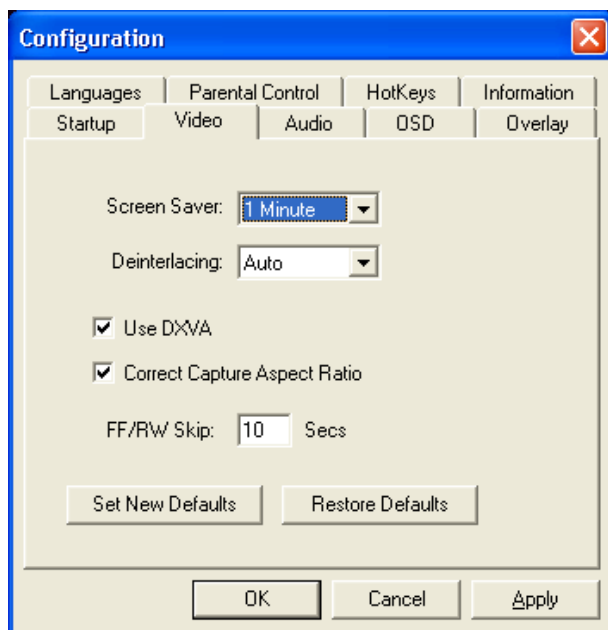 Configuration
Languages Parental Control HotKeys Information
Startup Video Audio OSD Overlay
Screen Saver: 1 Minute
Deinterlacing: Auto
Use DXVA
Correct Capture Aspect Ratio
FF/RW Skip: 10 Secs
Set New Defaults Restore Defaults
OK Cancel Apply